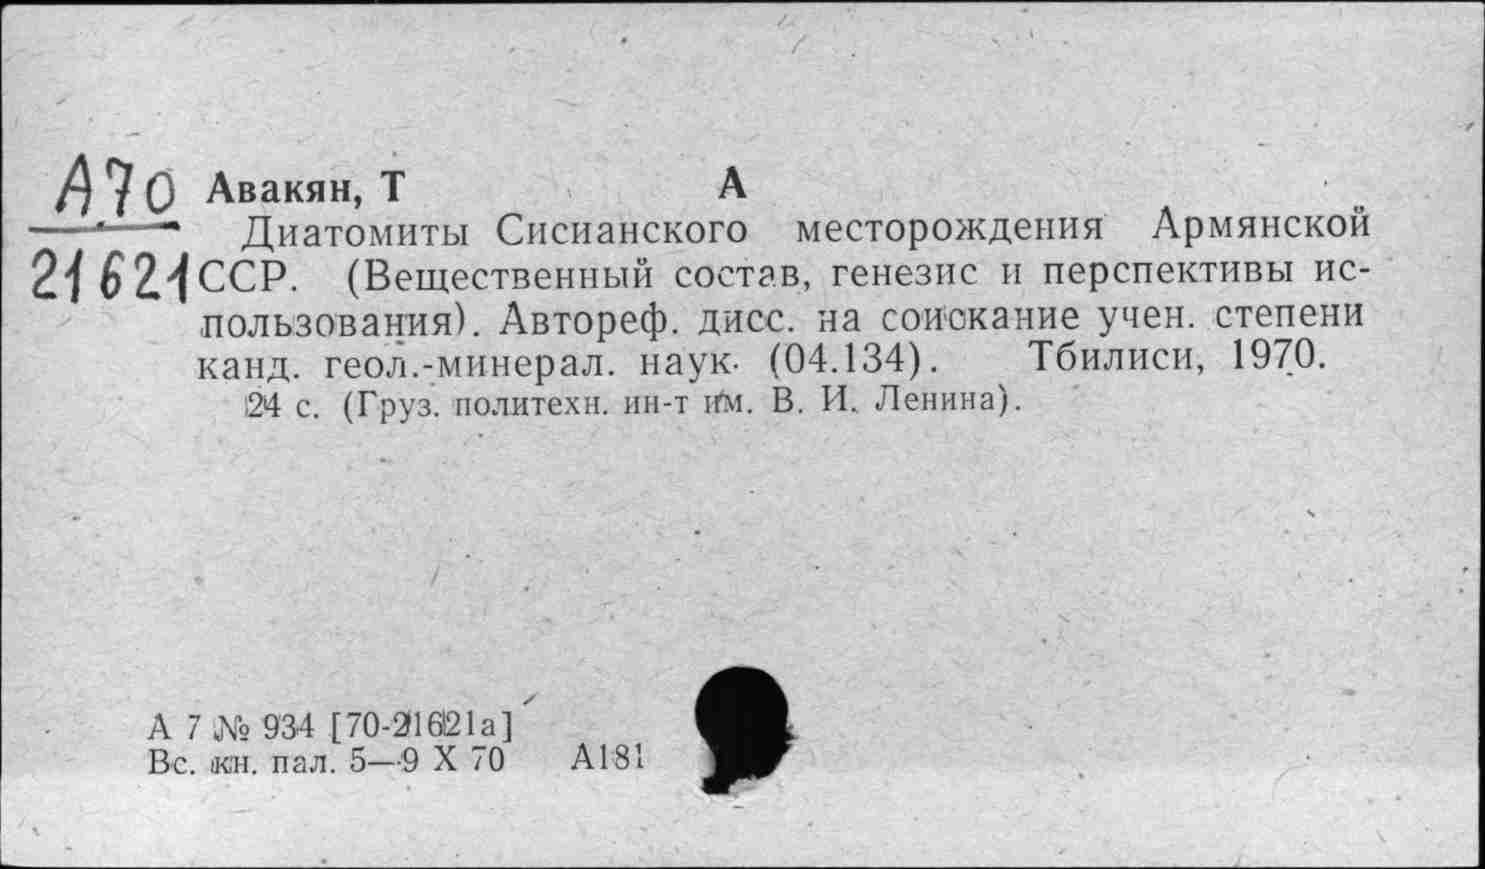 А70 Авакян, Т А
Диатомиты Сисианского месторождения Армянской
21621 ССР. (Вещественный состав, генезис и перспективы ис-
пользования). Автореф. дисс. на соискание учен. степени
канд. геол.-минерал. наук. (04.134). Тбилиси, 1970.
24 с. (Груз. политехн. ин-т им. В. И. Ленина).
А 7 № 934 [70-21621а]
Вс. кн. пал. 5—9 X 70 А181